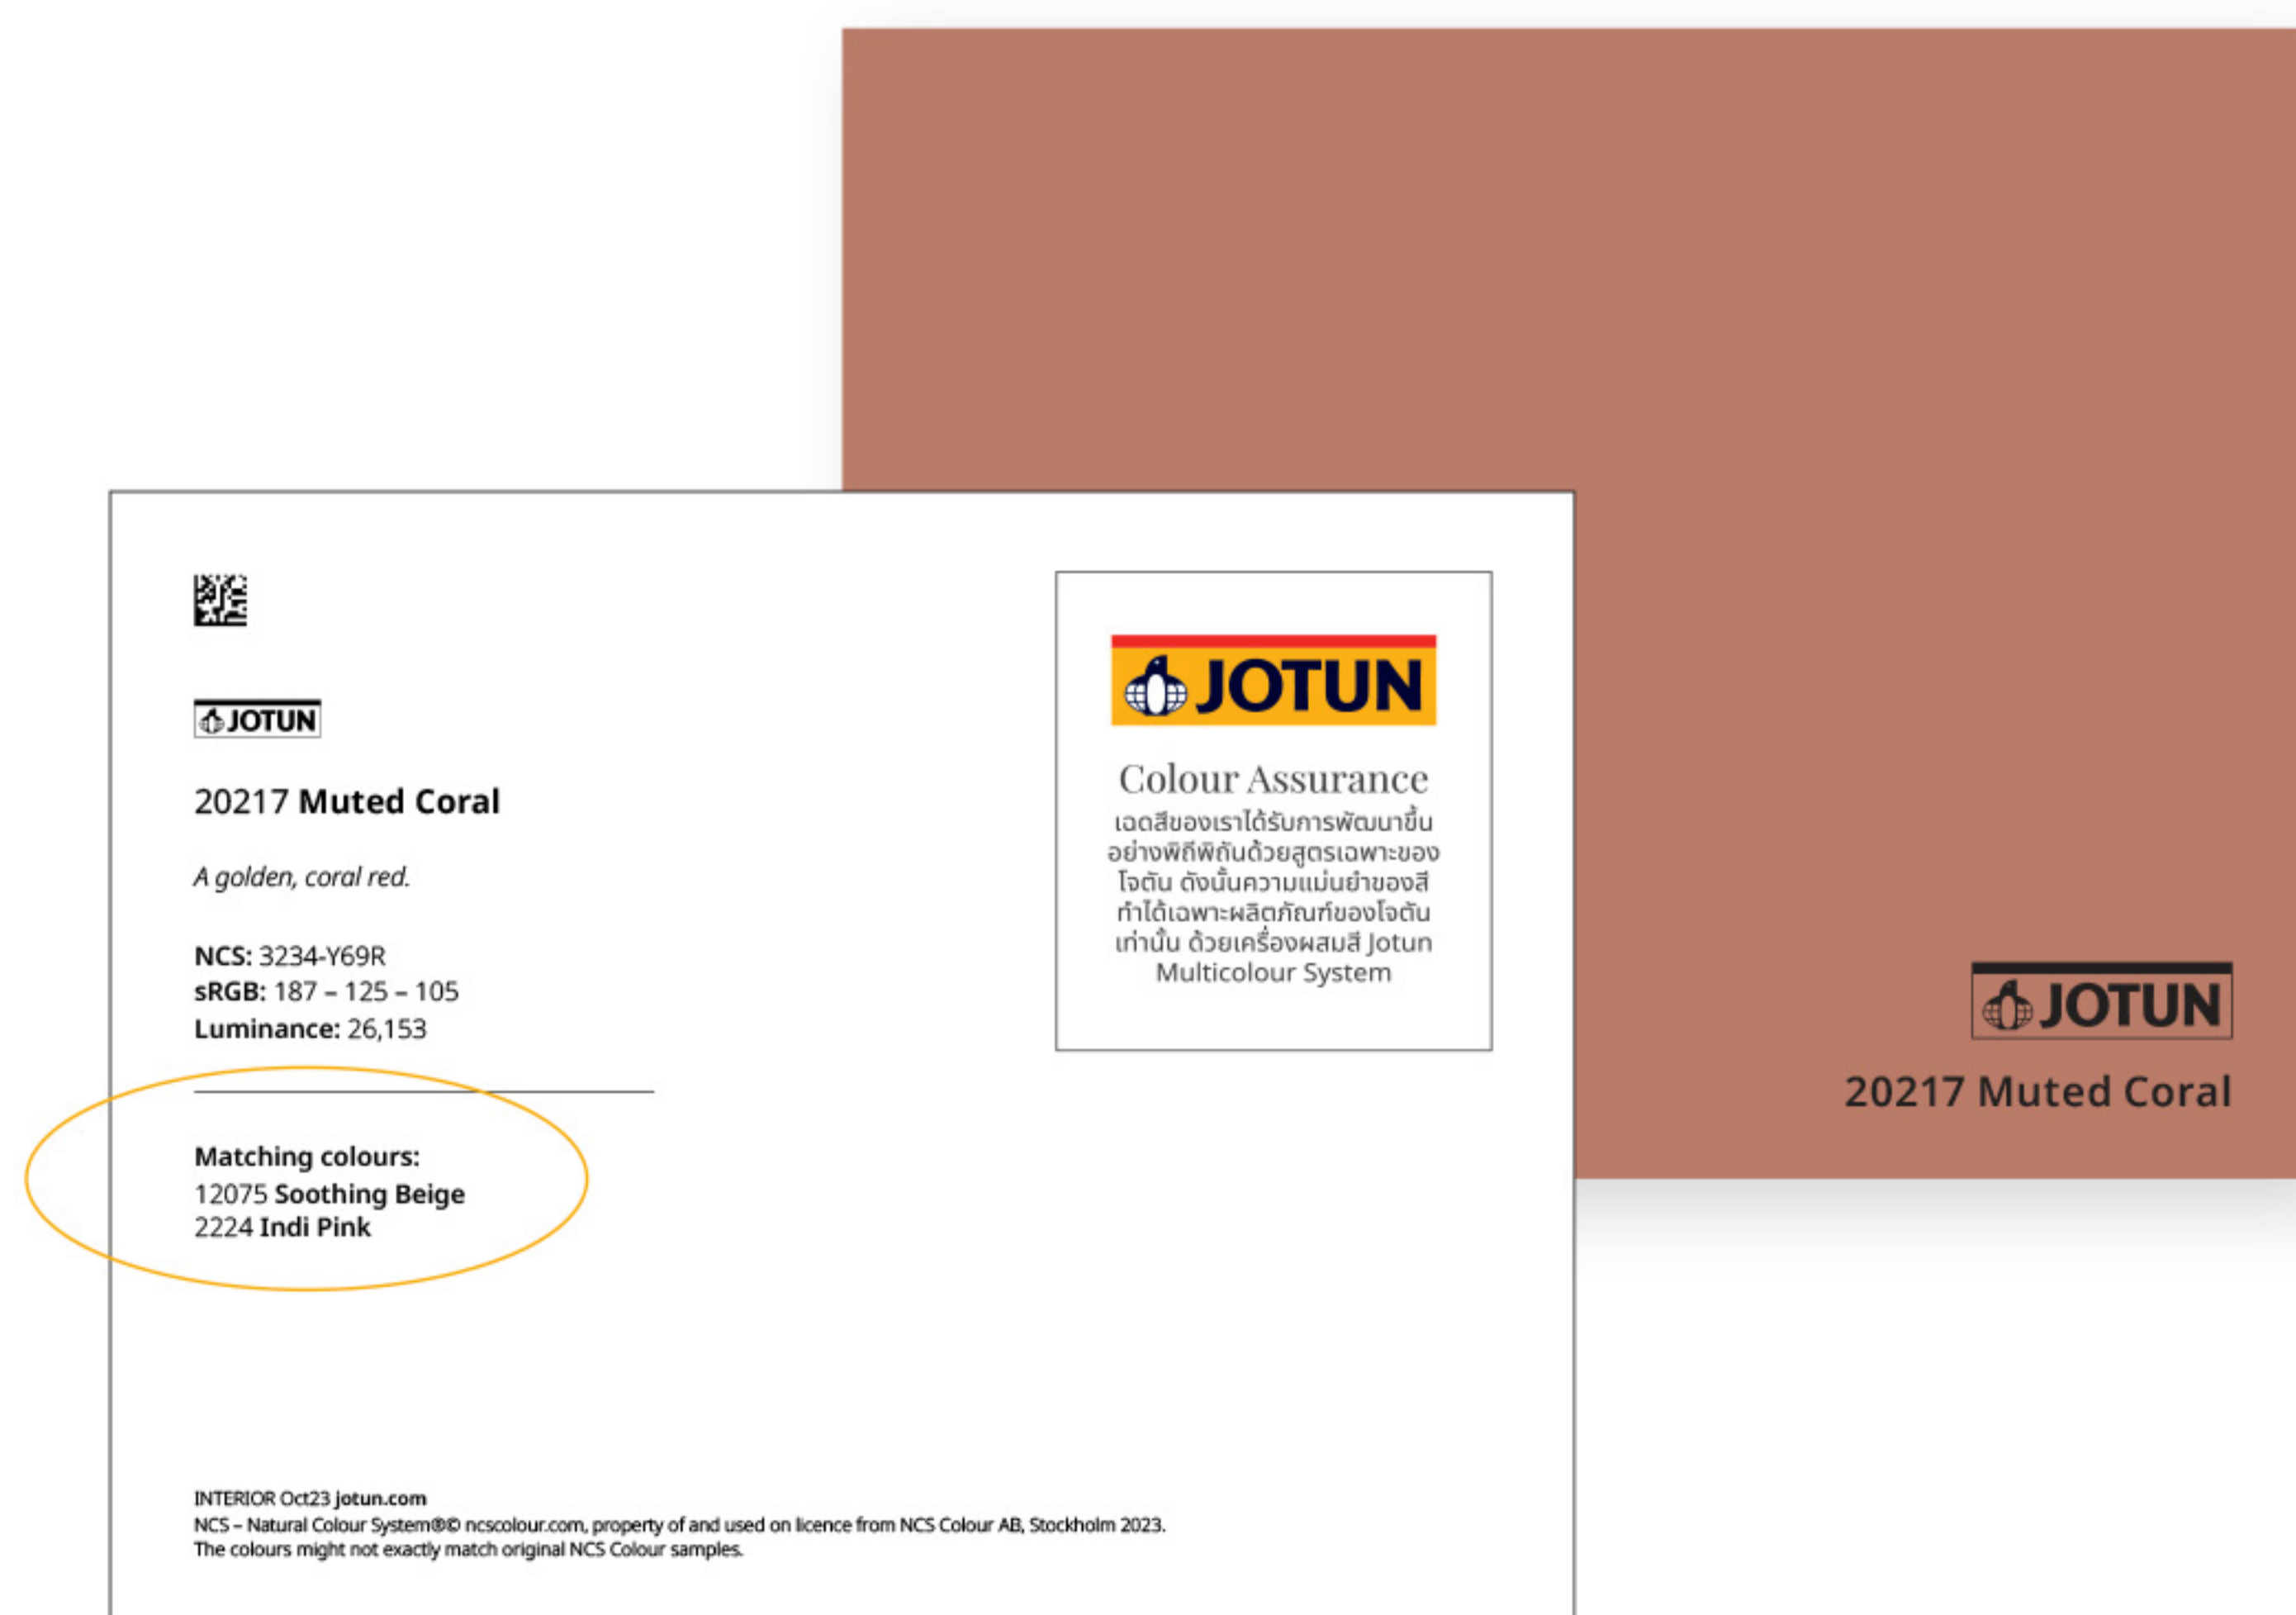 JOTUN
20217 Muted Coral
A golden, coral red.
NCS: 3234-Y69R
sRGB: 187 – 125 – 105
Luminance: 26,153
Matching colours:
12075 Soothing Beige
2224 Indi Pink
INTERIOR Oct23 jotun.com
NCS – Natural Colour System®© ncscolour.com, property of and used on licence from NCS Colour AB, Stockholm 2023.
The colours might not exactly match original NCS Colour samples.
JOTUN
Colour Assurance
เฉดสีของเราได้รับการพัฒนาขึ้น
อย่างพิถีพิถันด้วยสูตรเฉพาะของ
โจตัน ดังนั้นความแม่นยำของสี
ทำได้เฉพาะผลิตภัณฑ์ของโจตัน
เท่านั้น ด้วยเครื่องผสมสี Jotun
Multicolour System
JOTUN
20217 Muted Coral